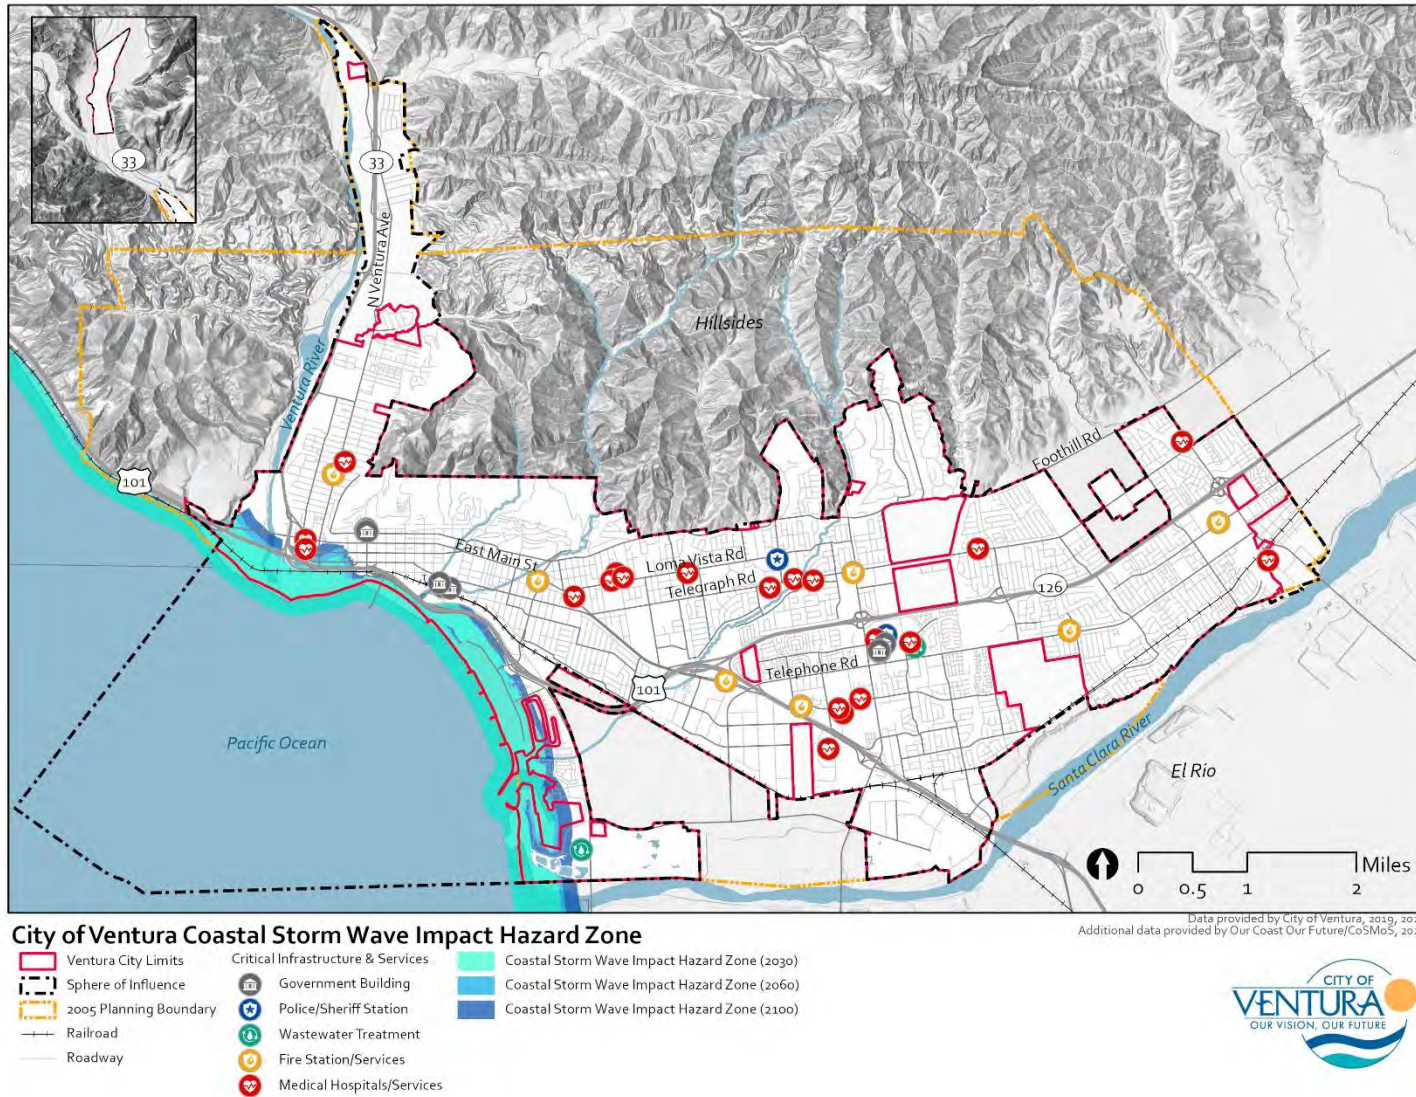 33
33
N Ventura Ave
Hillsides
Ventura River
Foothill Rd
101
East Main St
Loma Vista Rd
Telegraph Rd
126
Telephone Rd
101
Pacific Ocean
Santa Clara River
El Rio
0 0.5 1 2 Miles
Data provided by City of Ventura, 2019,
Additional data provided by Our Coast Our Future/CoSMoS,
City of Ventura Coastal Storm Wave Impact Hazard Zone
Ventura City Limits
Sphere of Influence
2005 Planning Boundary
Railroad
Roadway
Critical Infrastructure & Services
Government Building
Police/Sheriff Station
Wastewater Treatment
Fire Station/Services
Medical Hospitals/Services
Coastal Storm Wave Impact Hazard Zone (2030)
Coastal Storm Wave Impact Hazard Zone (2060)
Coastal Storm Wave Impact Hazard Zone (2100)
CITY OF
VENTURA
OUR VISION, OUR FUTURE